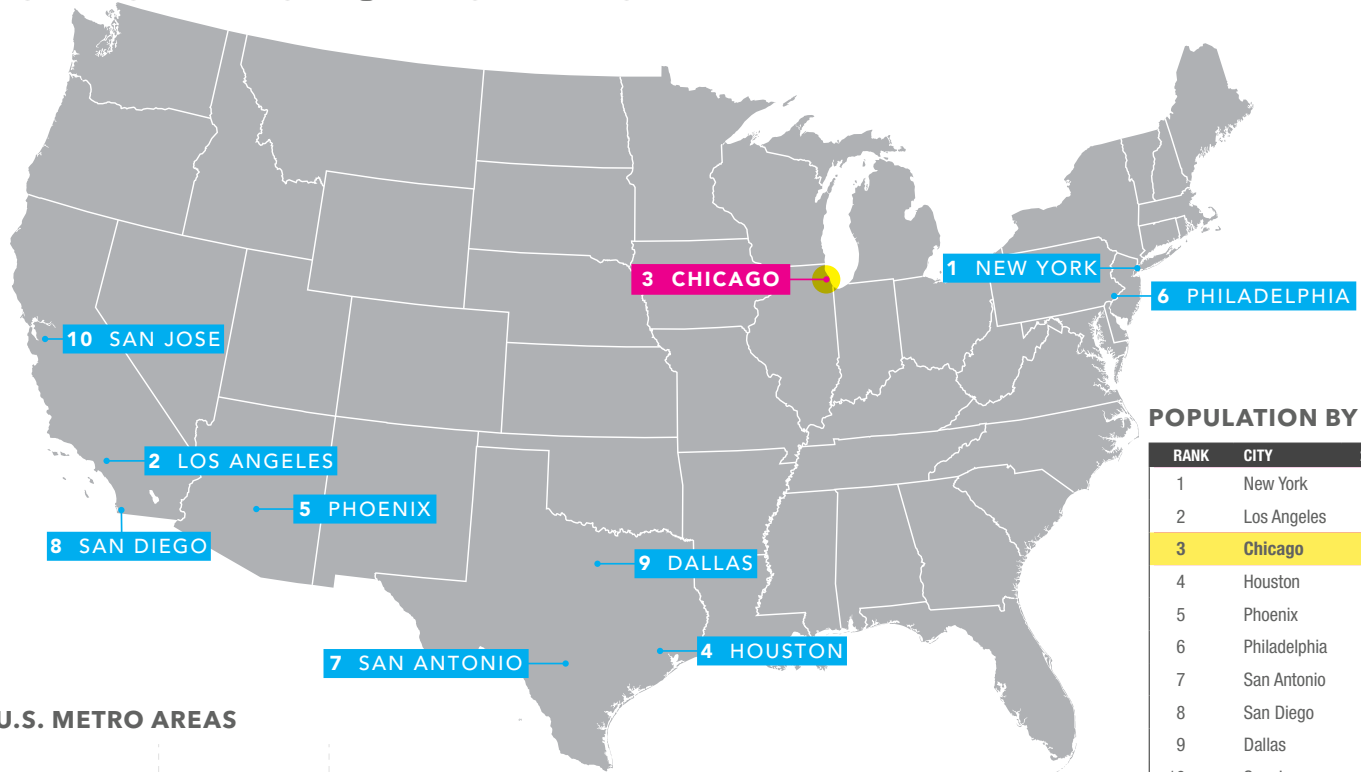 3 CHICAGO
1 NEW YORK
6 PHILADELPHIA
10 SAN JOSE
2 LOS ANGELES
5 PHOENIX
8 SAN DIEGO
9 DALLAS
4 HOUSTON
7 SAN ANTONIO
U.S. METRO AREAS
POPULATION BY
RANK CITY
1 New York
2 Los Angeles
3 Chicago
4 Houston
5 Phoenix
6 Philadelphia
7 San Antonio
8 San Diego
9 Dallas